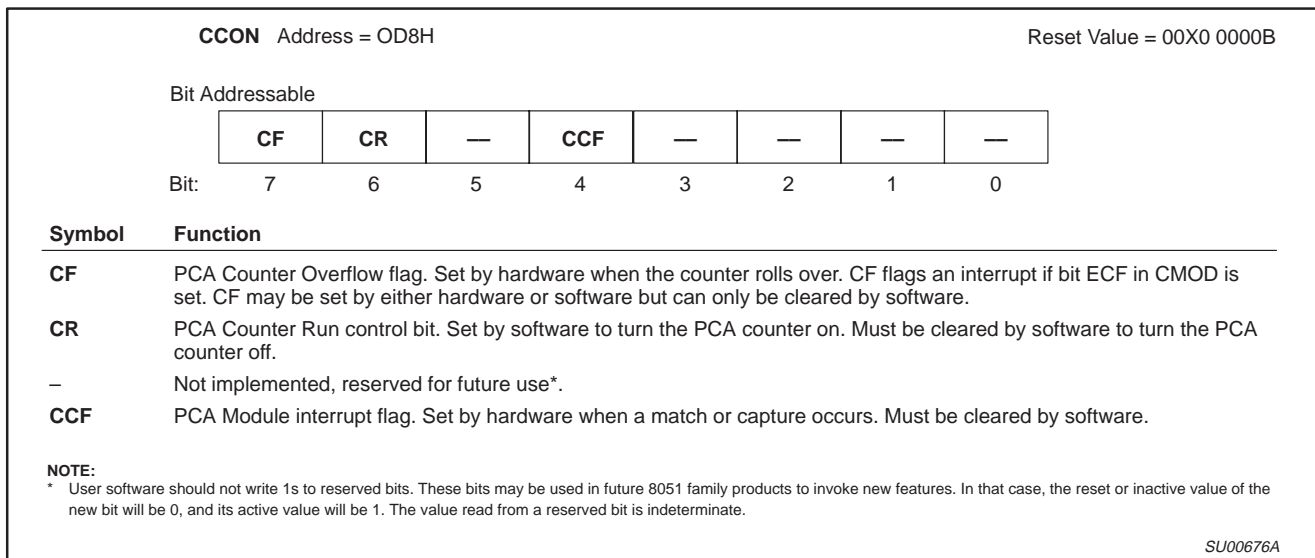 CCON Address = OD8H Reset Value = 00X0 0000B
Bit Addressable
CF CR — CCF — — — —
Bit: 7 6 5 4 3 2 1 0
Symbol Function
CF PCA Counter Overflow flag. Set by hardware when the counter rolls over. CF flags an interrupt if bit ECF in CMOD is
set. CF may be set by either hardware or software but can only be cleared by software.
CR PCA Counter Run control bit. Set by software to turn the PCA counter on. Must be cleared by software to turn the PCA
counter off.
– Not implemented, reserved for future use*.
CCF PCA Module interrupt flag. Set by hardware when a match or capture occurs. Must be cleared by software.
NOTE:
* User software should not write 1s to reserved bits. These bits may be used in future 8051 family products to invoke new features. In that case, the reset or inactive value of the
new bit will be 0, and its active value will be 1. The value read from a reserved bit is indeterminate.
SU00676A